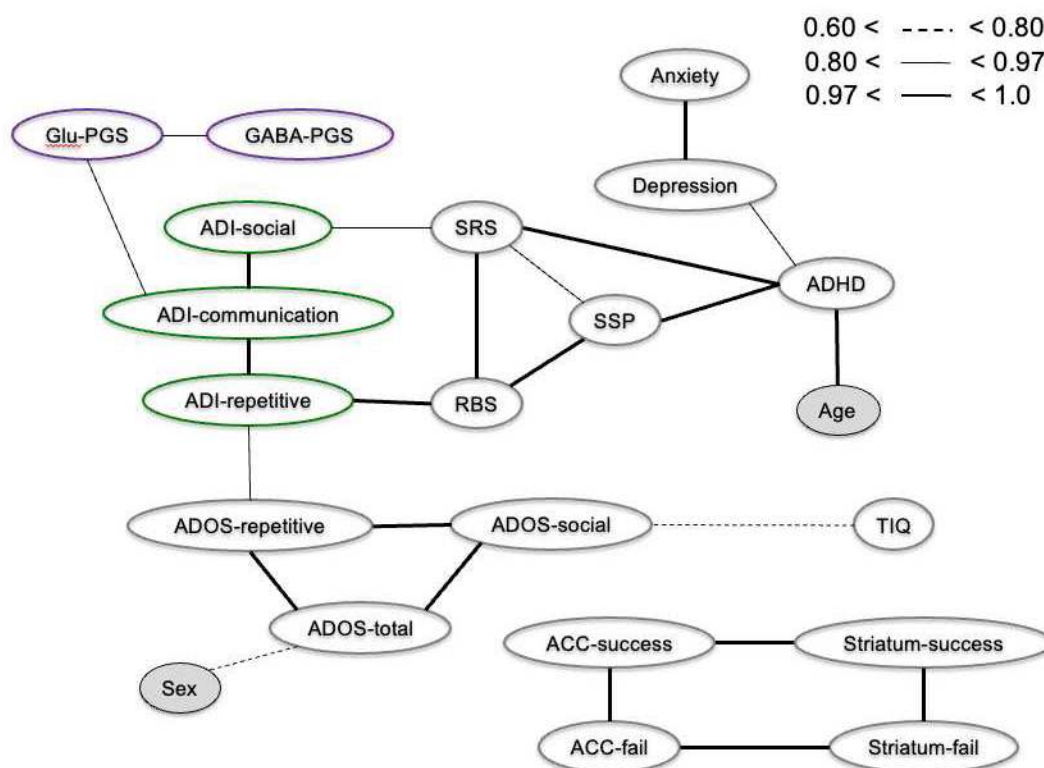 0.60 < ---- < 0.80
0.80 < —— < 0.97
0.97 < —— < 1.0
Anxiety
Glu-PGS
GABA-PGS
Depression
ADI-social
SRS
ADHD
ADI-communication
SSP
ADI-repetitive
RBS
Age
ADOS-repetitive
ADOS-social
TIQ
ADOS-total
ACC-success
Striatum-success
Sex
ACC-fail
Striatum-fail